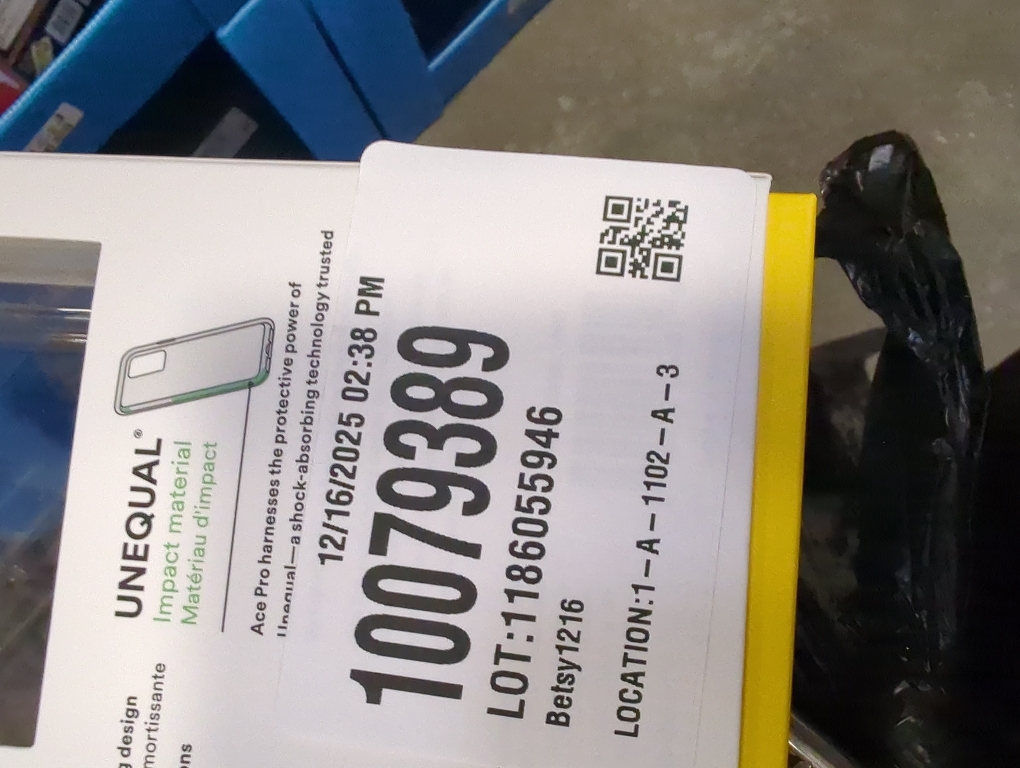 g design
mortissante
ons
UNEQUAL®
Impact material
Matériau d'impact
Ace Pro harnesses the protective power of
Unequal—a shock-absorbing technology trusted
12/16/2025 02:38 PM
10079389
LOT:1186055946
Betsy1216
LOCATION:1-A-1102-A-3